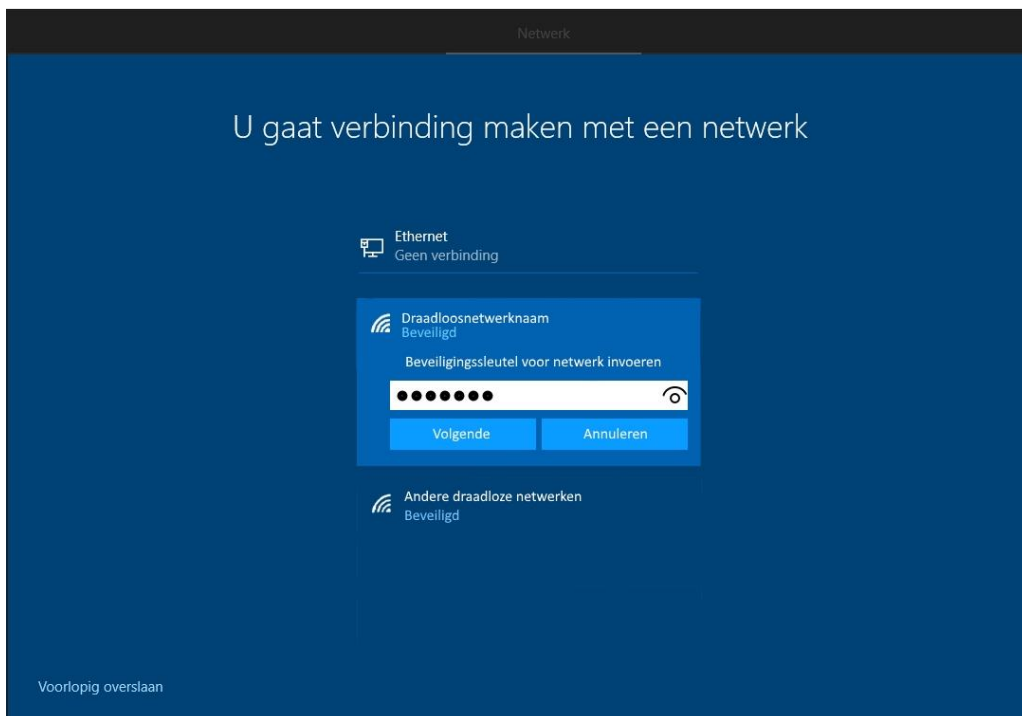 Netwerk
U gaat verbinding maken met een netwerk
Ethernet
Geen verbinding
Draadloosnetwerknaam
Beveiligd
Beveiligingssleutel voor netwerk invoeren
Volgende
Annuleren
Andere draadloze netwerken
Beveiligd
Voorlopig overslaan